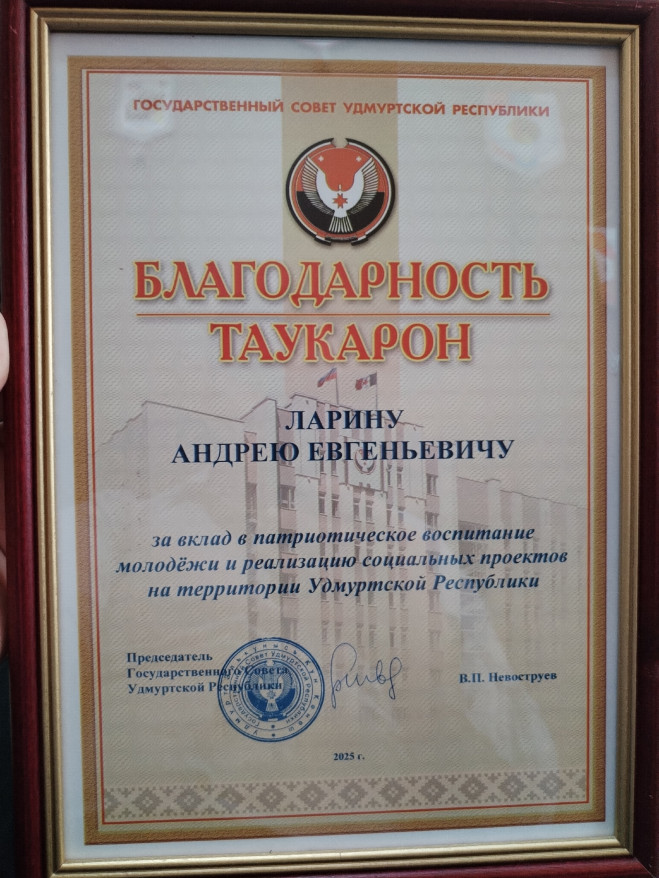 ГОСУДАРСТВЕННЫЙ СОВЕТ УДМУРТСКОЙ РЕСПУБЛИКИ
БЛАГОДАРНОСТЬ
ТАУКАРОН
ЛАРИНУ
АНДРЕЮ ЕВГЕНЬЕВИЧУ
за вклад в патриотическое воспитание
молодёжи и реализацию социальных проектов
на территории Удмуртской Республики
Председатель
Государственного Совета
Удмуртской Республики
В.П. Невоструев
2025 г.